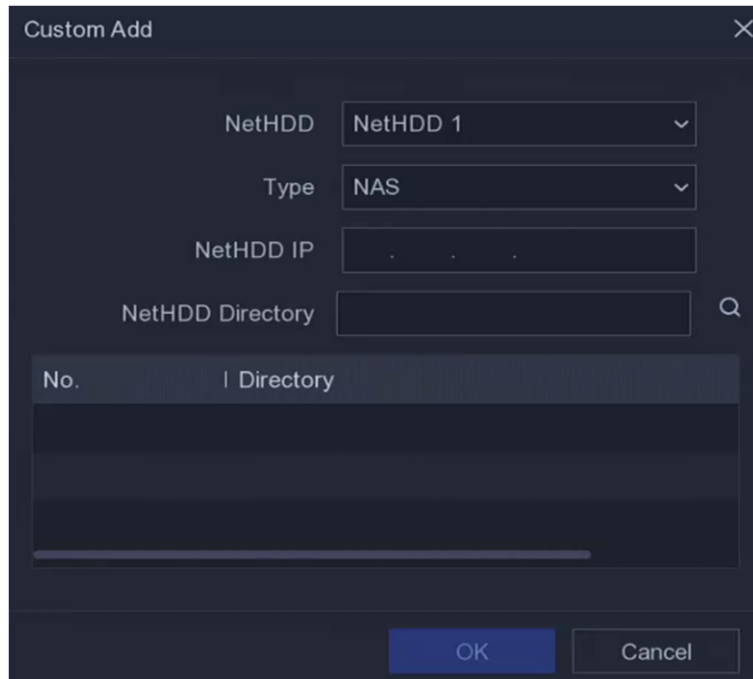 Custom Add
NetHDD NetHDD 1
Type NAS
NetHDD IP . . .
NetHDD Directory
No. Directory
OK Cancel